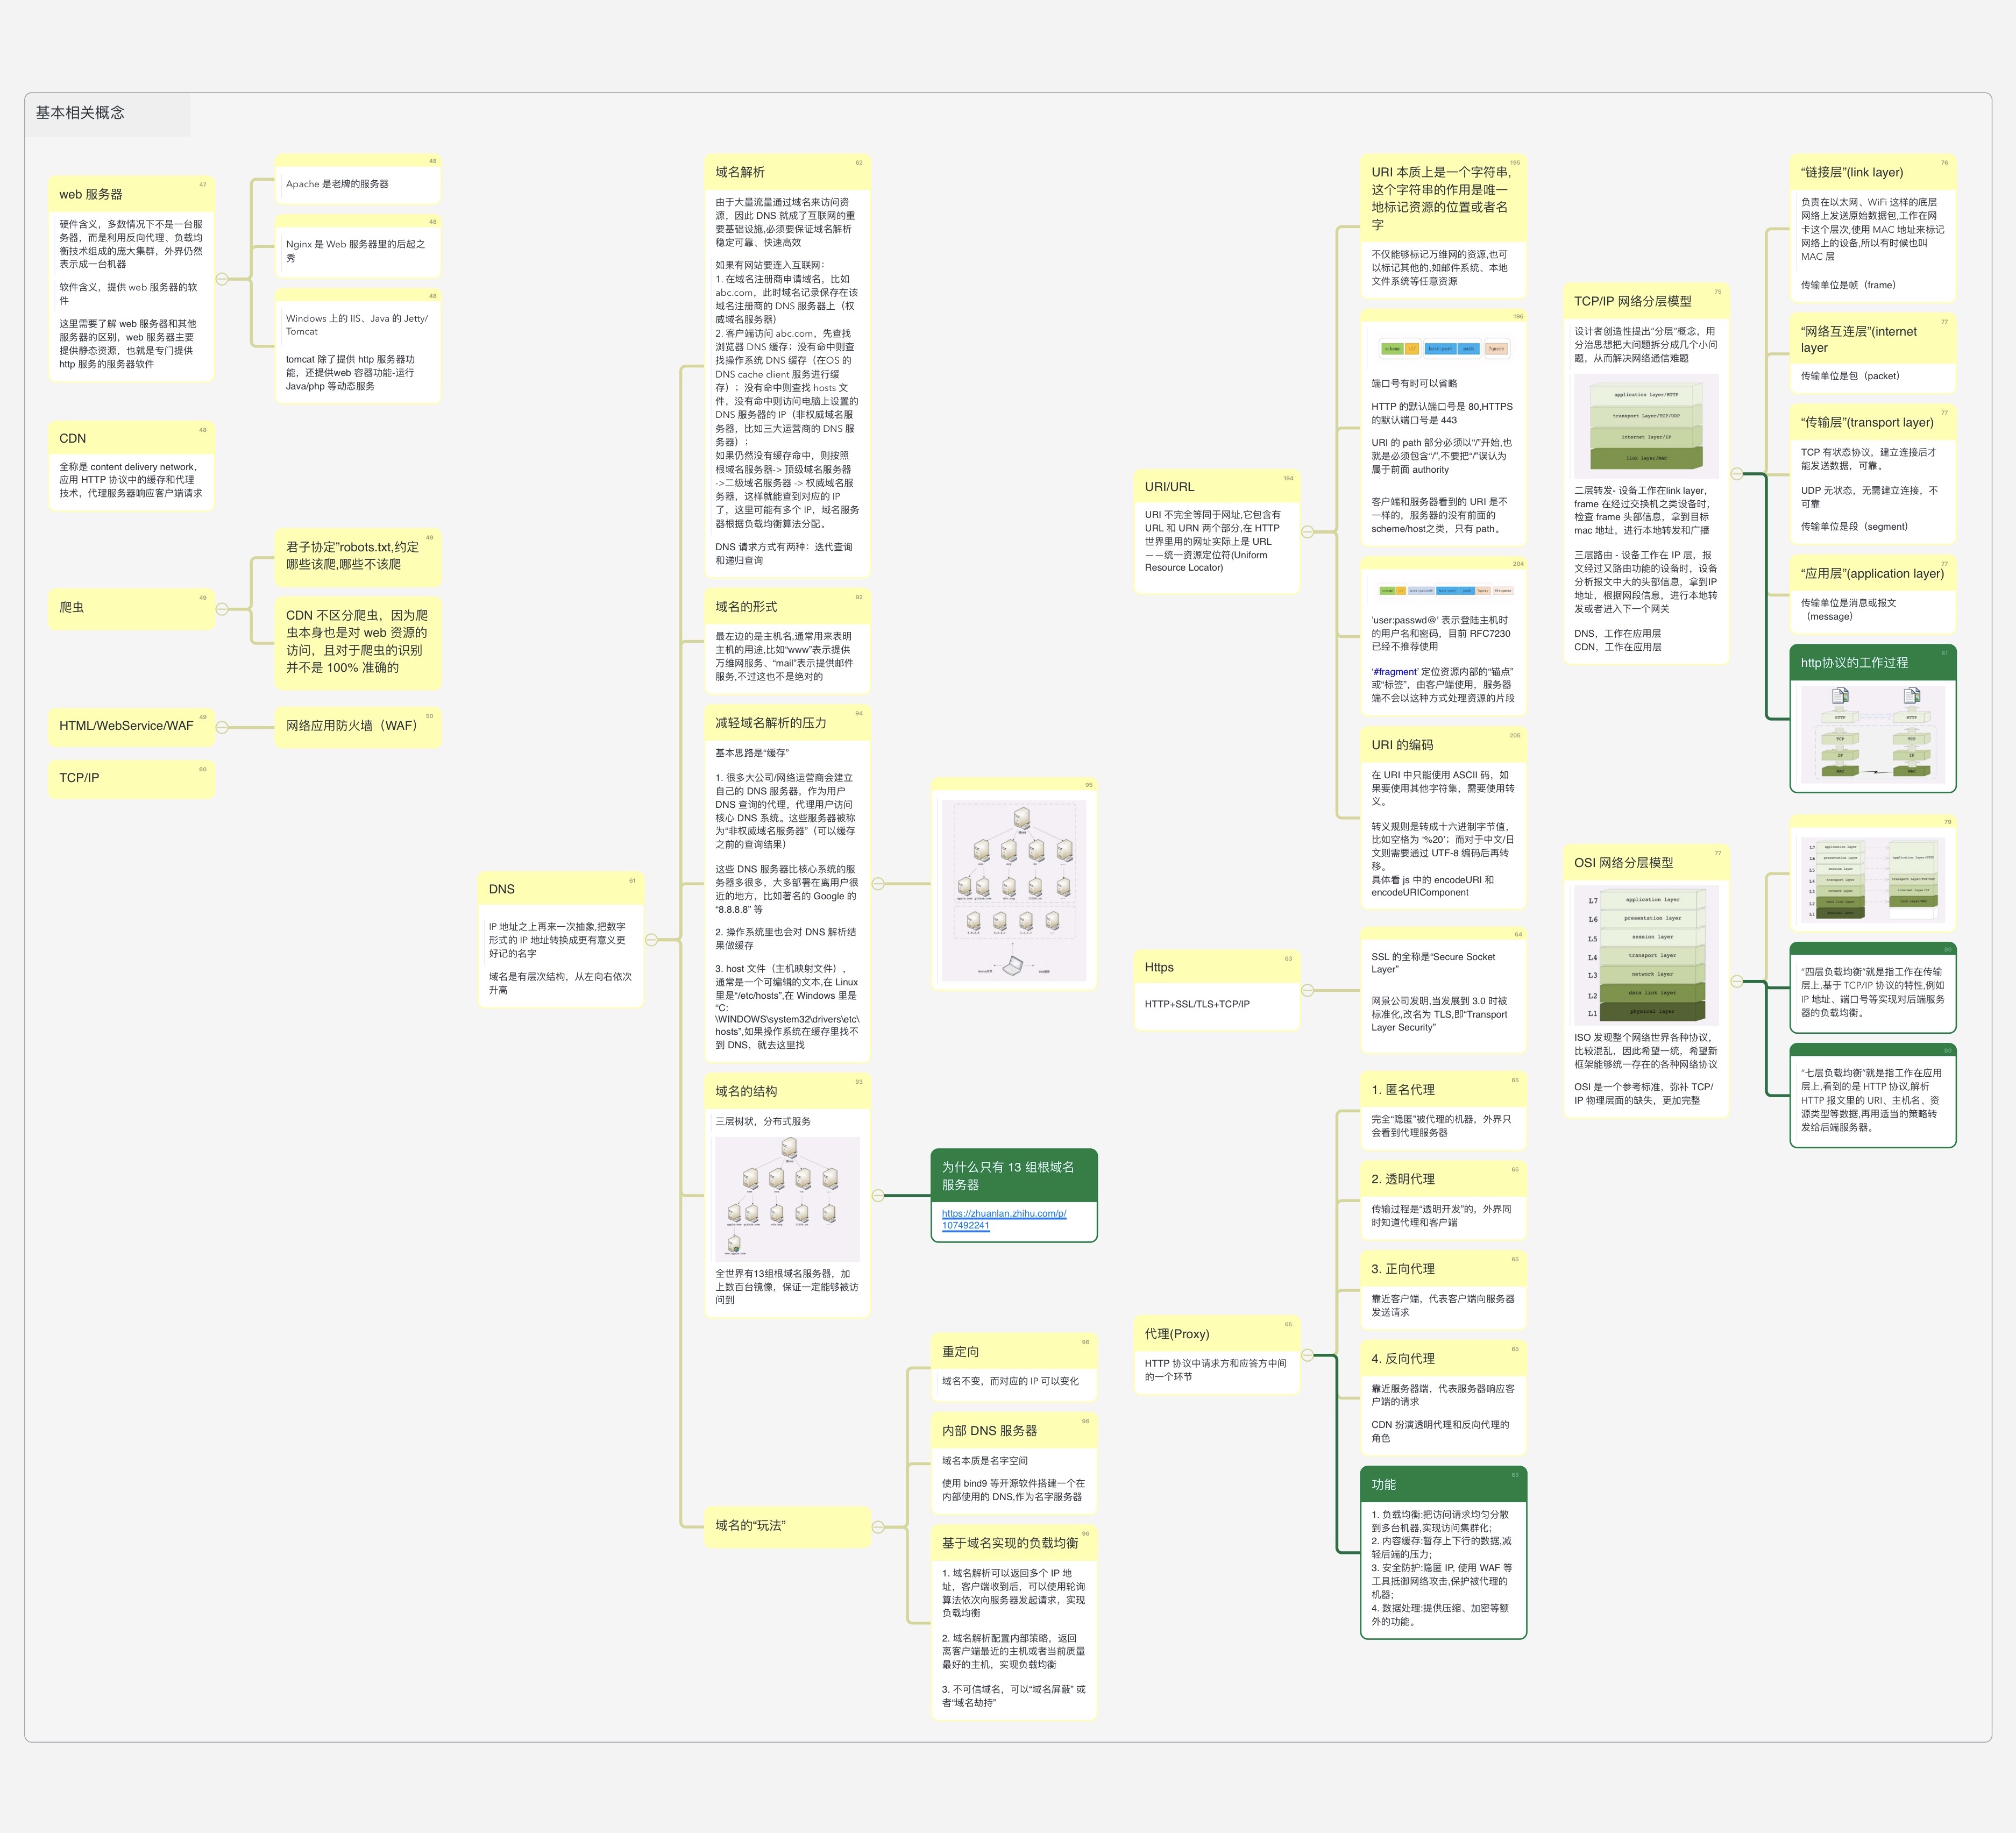 基本相关概念
web 服务器
47
硬件含义，多数情况下不是一台服
务器，而是利用反向代理、负载均
衡技术组成的庞大集群，外界仍然
表示成一台机器
软件含义，提供 web 服务器的软
件
这里需要了解 web 服务器和其他
服务器的区别，web 服务器主要
提供静态资源，也就是专门提供
http 服务的服务器软件
48
Apache 是老牌的服务器
48
Nginx 是 Web 服务器里的后起之
秀
48
Windows 上的 IIS、Java 的 Jetty/
Tomcat
tomcat 除了提供 http 服务器功
能，还提供web 容器功能-运行
Java/php 等动态服务
CDN
48
全称是 content delivery network，
应用 HTTP 协议中的缓存和代理
技术，代理服务器响应客户端请求
爬虫
49
君子协定”robots.txt,约定
哪些该爬,哪些不该爬
49
CDN 不区分爬虫，因为爬
虫本身也是对 web 资源的
访问，且对于爬虫的识别
并不是 100% 准确的
HTML/WebService/WAF
49
网络应用防火墙（WAF）
50
TCP/IP
60
DNS
61
IP 地址之上再来一次抽象,把数字
形式的 IP 地址转换成更有意义更
好记的名字
域名是有层次结构，从左向右依次
升高
域名解析
62
由于大量流量通过域名来访问资
源，因此 DNS 就成了互联网的重
要基础设施,必须要保证域名解析
稳定可靠、快速高效
如果有网站要连入互联网：
1. 在域名注册商申请域名，比如
abc.com，此时域名记录保存在该
域名注册商的 DNS 服务器上（权
威域名服务器）
2. 客户端访问 abc.com，先查找
浏览器 DNS 缓存；没有命中则查
找操作系统 DNS 缓存（在OS 的
DNS cache client 服务进行缓
存）；没有命中则查找 hosts 文
件，没有命中则访问电脑上设置的
DNS 服务器的 IP（非权威域名服
务器，比如三大运营商的 DNS 服
务器）；
如果仍然没有缓存命中，则按照
根域名服务器-> 顶级域名服务器
->二级域名服务器 -> 权威域名服
务器，这样就能查到对应的 IP
了，这里可能有多个 IP，域名服务
器根据负载均衡算法分配。
DNS 请求方式有两种：迭代查询
和递归查询
域名的形式
92
最左边的是主机名,通常用来表明
主机的用途,比如“www”表示提供
万维网服务、“mail”表示提供邮件
服务,不过这也不是绝对的
减轻域名解析的压力
94
基本思路是“缓存”
1. 很多大公司/网络运营商会建立
自己的 DNS 服务器，作为用户
DNS 查询的代理，代理用户访问
核心 DNS 系统。这些服务器被称
为“非权威域名服务器”（可以缓存
之前的查询结果）
这些 DNS 服务器比核心系统的服
务器多很多，大多部署在离用户很
近的地方，比如著名的 Google 的
“8.8.8.8” 等
2. 操作系统里也会对 DNS 解析结
果做缓存
3. host 文件（主机映射文件），
通常是一个可编辑的文本,在 Linux
里是“/etc/hosts”,在 Windows 里是
“C:
\WINDOWS\system32\drivers\etc\
hosts”,如果操作系统在缓存里找不
到 DNS，就去这里找
95
域名的结构
93
三层树状，分布式服务
全世界有13组根域名服务器，加
上数百台镜像，保证一定能够被访
问到
为什么只有 13 组根域名
服务器
https://zhuanlan.zhihu.com/p/
107492241
域名的“玩法”
重定向
96
域名不变，而对应的 IP 可以变化
内部 DNS 服务器
96
域名本质是名字空间
使用 bind9 等开源软件搭建一个在
内部使用的 DNS,作为名字服务器
基于域名实现的负载均衡
96
1. 域名解析可以返回多个 IP 地
址，客户端收到后，可以使用轮询
算法依次向服务器发起请求，实现
负载均衡
2. 域名解析配置内部策略，返回
离客户端最近的主机或者当前质量
最好的主机，实现负载均衡
3. 不可信域名，可以“域名屏蔽” 或
者“域名劫持”
URI/URL
194
URI 不完全等同于网址,它包含有
URL 和 URN 两个部分,在 HTTP
世界里用的网址实际上是 URL
——统一资源定位符(Uniform
Resource Locator)
URI 本质上是一个字符串，
这个字符串的作用是唯一
地标记资源的位置或者名
字
195
不仅能够标记万维网的资源,也可
以标记其他的,如邮件系统、本地
文件系统等任意资源
196
scheme
://
host:port
path
?query
端口号有时可以省略
HTTP 的默认端口号是 80,HTTPS
的默认端口号是 443
URI 的 path 部分必须以“/”开始,也
就是必须包含“/”,不要把“/”误认为
属于前面 authority
客户端和服务器看到的 URI 是不
一样的，服务器的没有前面的
scheme/host之类，只有 path。
204
'user:passwd@' 表示登陆主机时
的用户名和密码，目前 RFC7230
已经不推荐使用
‘#fragment’ 定位资源内部的“锚点”
或“标签”，由客户端使用，服务器
端不会以这种方式处理资源的片段
URI 的编码
205
在 URI 中只能使用 ASCII 码，如
果要使用其他字符集，需要使用转
义。
转义规则是转成十六进制字节值，
比如空格为 ‘%20’；而对于中文/日
文则需要通过 UTF-8 编码后再转
移。
具体看 js 中的 encodeURI 和
encodeURIComponent
Https
63
HTTP+SSL/TLS+TCP/IP
64
SSL 的全称是“Secure Socket
Layer”
网景公司发明,当发展到 3.0 时被
标准化,改名为 TLS,即“Transport
Layer Security”
代理(Proxy)
65
HTTP 协议中请求方和应答方中间
的一个环节
1. 匿名代理
65
完全“隐匿”被代理的机器，外界只
会看到代理服务器
2. 透明代理
65
传输过程是“透明开发”的，外界同
时知道代理和客户端
3. 正向代理
65
靠近客户端，代表客户端向服务器
发送请求
4. 反向代理
65
靠近服务器端，代表服务器响应客
户端的请求
CDN 扮演透明代理和反向代理的
角色
功能
1. 负载均衡:把访问请求均匀分散
到多台机器,实现访问集群化;
2. 内容缓存:暂存上下行的数据,减
轻后端的压力;
3. 安全防护:隐匿 IP, 使用 WAF 等
工具抵御网络攻击,保护被代理的
机器;
4. 数据处理:提供压缩、加密等额
外的功能。
TCP/IP 网络分层模型
75
设计者创造性提出“分层“概念，用
分治思想把大问题拆分成几个小问
题，从而解决网络通信难题
application layer/HTTP
transport layer/TCP/UDP
internet layer/IP
link layer/MAC
二层转发- 设备工作在link layer，
frame 在经过交换机之类设备时，
检查 frame 头部信息，拿到目标
mac 地址，进行本地转发和广播
三层路由 - 设备工作在 IP 层，报
文经过又路由功能的设备时，设备
分析报文中大的头部信息，拿到IP
地址，根据网段信息，进行本地转
发或者进入下一个网关
DNS，工作在应用层
CDN，工作在应用层
“链接层”(link layer)
76
负责在以太网、WiFi 这样的底层
网络上发送原始数据包,工作在网
卡这个层次,使用 MAC 地址来标记
网络上的设备,所以有时候也叫
MAC 层
传输单位是帧（frame）
“网络互连层”(internet
layer
77
传输单位是包（packet）
“传输层”(transport layer)
77
TCP 有状态协议，建立连接后才
能发送数据，可靠。
UDP 无状态，无需建立连接，不
可靠
传输单位是段（segment）
“应用层”(application layer)
77
传输单位是消息或报文
（message）
http协议的工作过程
81
HTTP
HTTP
TCP
TCP
IP
IP
MAC
MAC
OSI 网络分层模型
77
L7 application layer
L6 presentation layer
L5 session layer
L4 transport layer
L3 network layer
L2 data link layer
L1 physical layer
ISO 发现整个网络世界各种协议，
比较混乱，因此希望一统，希望新
框架能够统一存在的各种网络协议
OSI 是一个参考标准，弥补 TCP/
IP 物理层面的缺失，更加完整
79
“四层负载均衡”就是指工作在传输
层上,基于 TCP/IP 协议的特性,例如
IP 地址、端口号等实现对后端服务
器的负载均衡。
“七层负载均衡”就是指工作在应用
层上,看到的是 HTTP 协议,解析
HTTP 报文里的 URI、主机名、资
源类型等数据,再用适当的策略转
发给后端服务器。